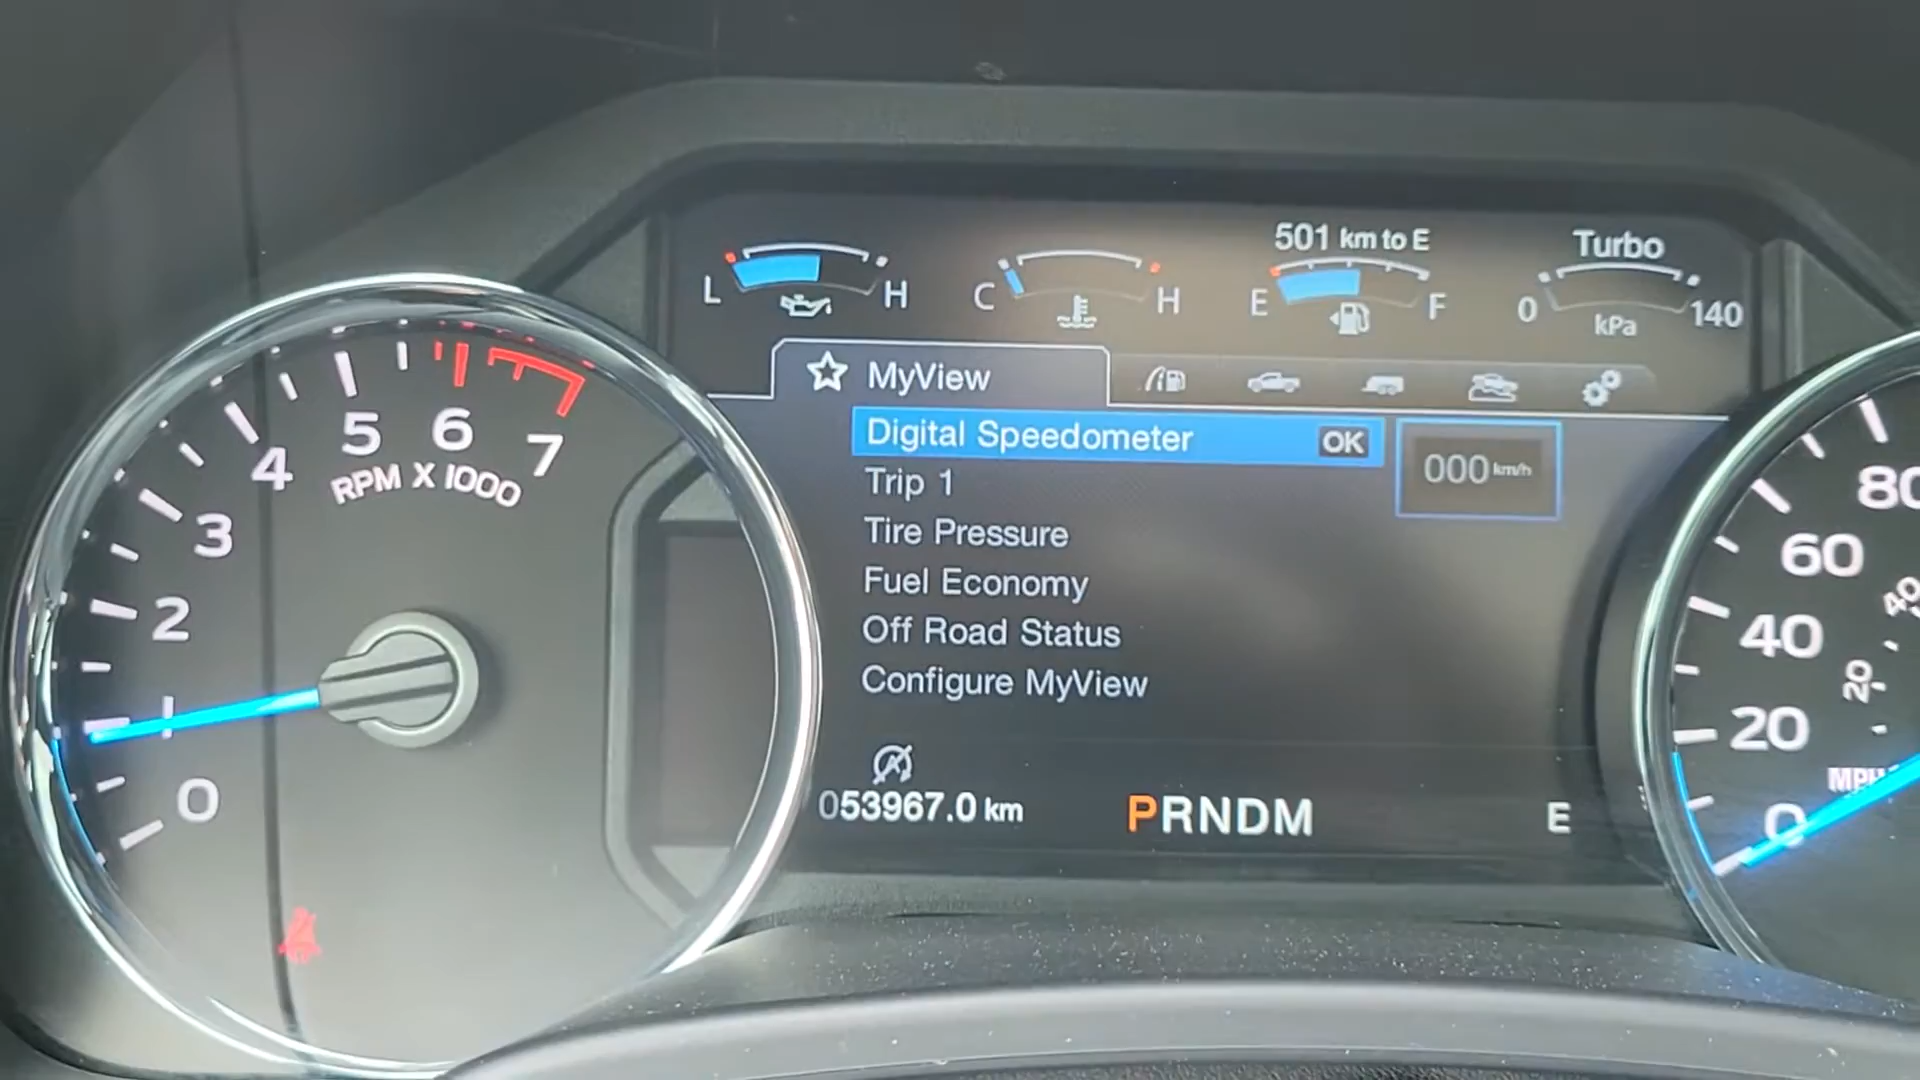 501 km to E
Turbo
L H
C H
E F
0 140
kPa
MyView
Digital Speedometer OK
000 km/h
Trip 1
Tire Pressure
Fuel Economy
Off Road Status
Configure MyView
053967.0 km
PRNDM
E
0
1
2
3
4
5
6
7
RPM X 1000
0
20
40
60
80
20
40
MPH